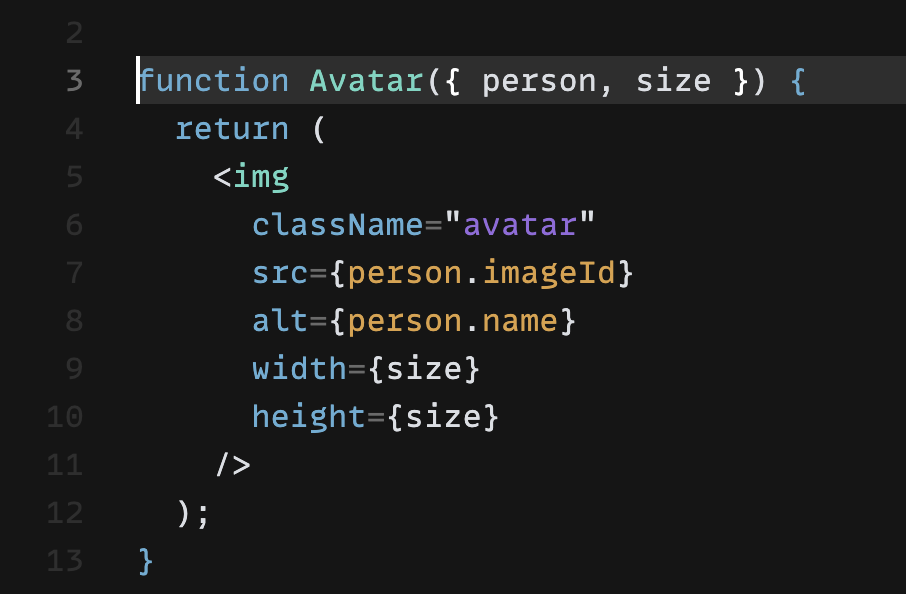 2
3 function Avatar({ person, size }) {
4   return (
5     <img
6       className="avatar"
7       src={person.imageId}
8       alt={person.name}
9       width={size}
10       height={size}
11     />
12   );
13 }